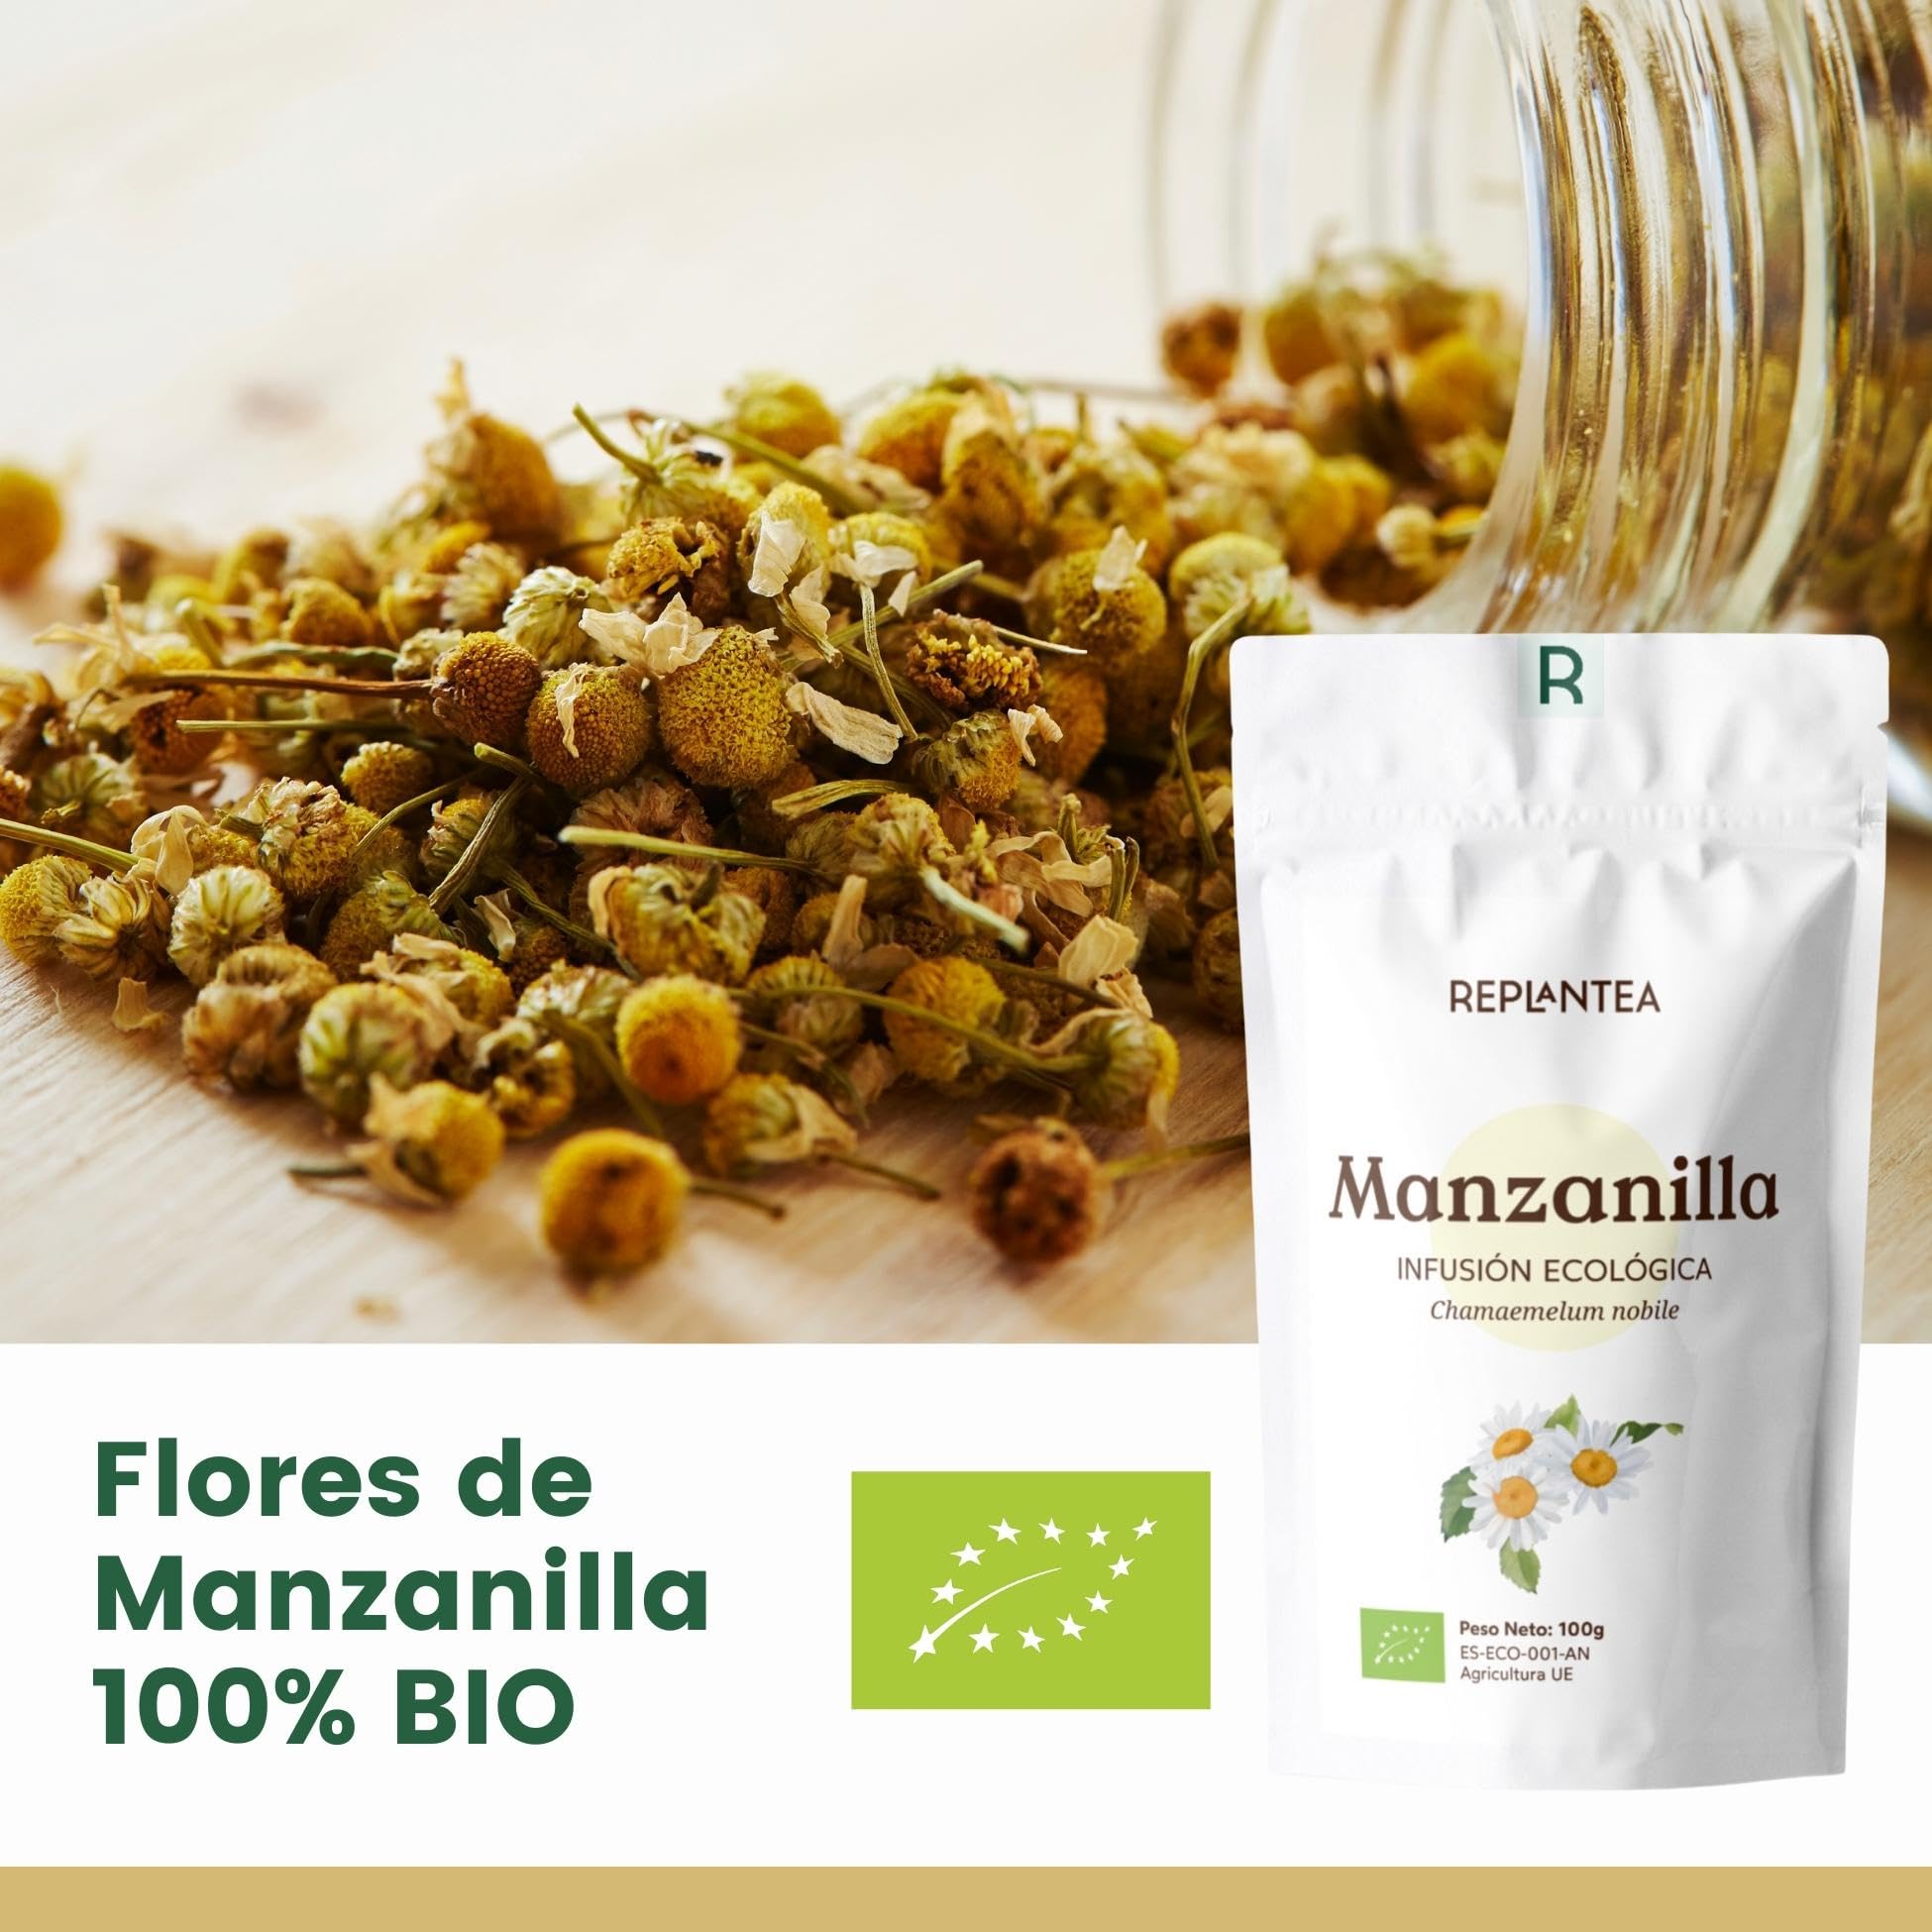 R
REPLANTEA
Manzanilla
INFUSIÓN ECOLÓGICA
Chamaemelum nobile
Peso Neto: 100g
ES-ECO-001-AN
Agricultura UE
Flores de
Manzanilla
100% BIO